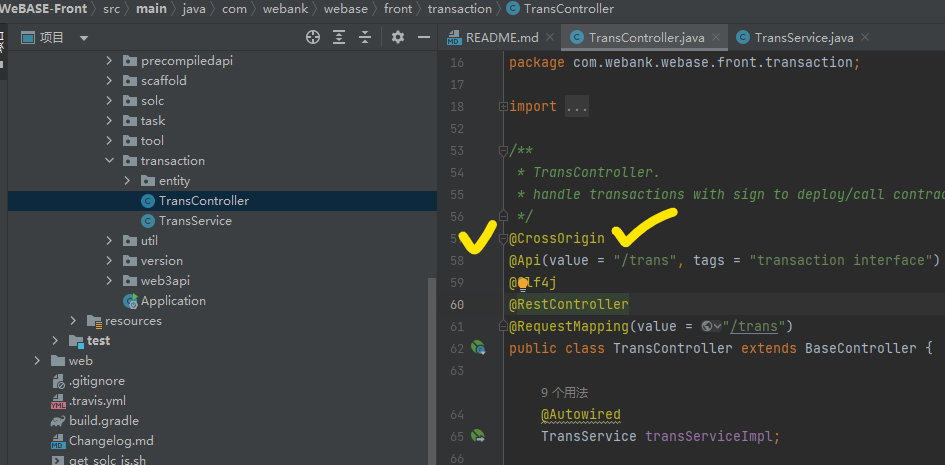 WeBASE-Front src main java com webank webase front transaction TransController
项目
README.md TransController.java TransService.java
precompiledapi
scaffold
solc
task
tool
transaction
entity
TransController
TransService
util
version
web3api
Application
resources
test
web
.gitignore
.travis.yml
build.gradle
Changelog.md
get_solc_js.sh
16 package com.webank.webase.front.transaction;
17
18 import ...
52
53 /**
54 * TransController.
55 * handle transactions with sign to deploy/call contrac
56 */
57 @CrossOrigin
58 @Api(value = "/trans", tags = "transaction interface")
59 @Slf4j
60 @RestController
61 @RequestMapping(value = "/trans")
62 public class TransController extends BaseController {
63
9 个用法
64 @Autowired
65 TransService transServiceImpl;
66